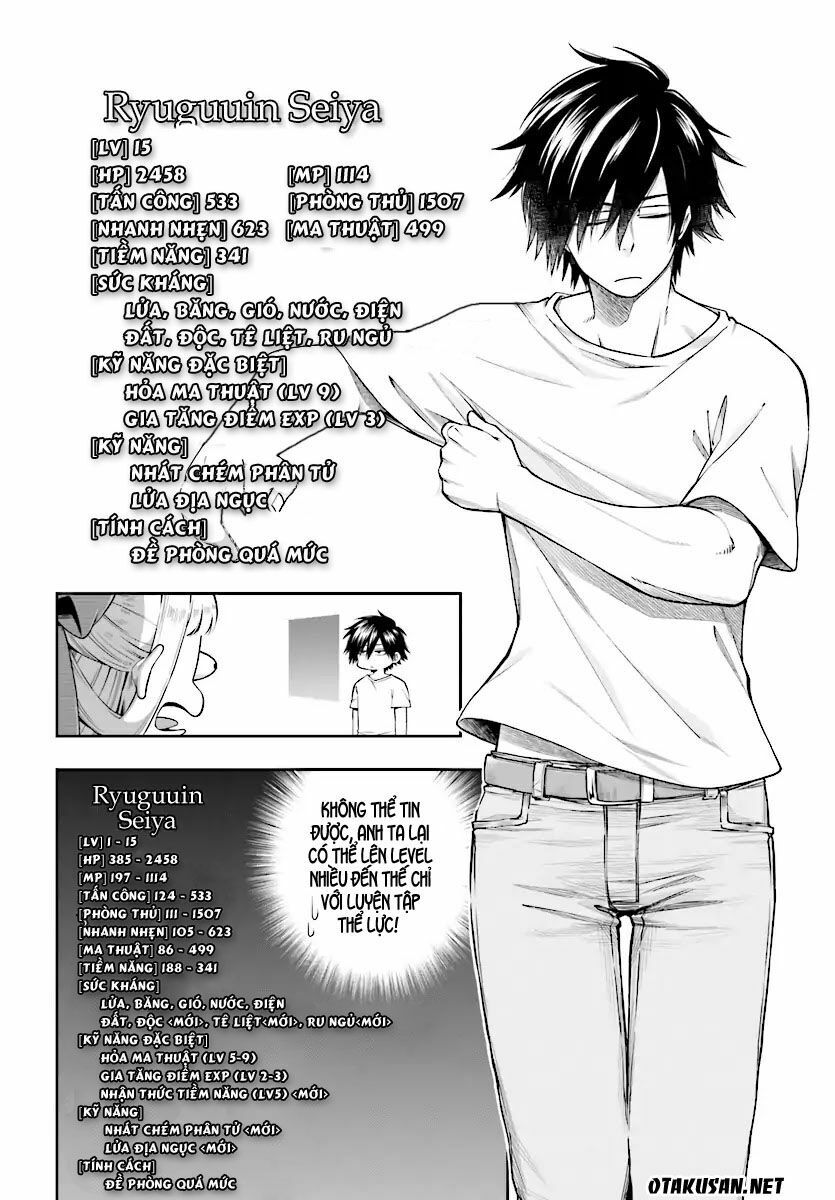 Ryuguuin Seiya
[LV] 15
[HP] 2458 [MP] 1114
[TẤN CÔNG] 533 [PHÒNG THỦ] 1507
[NHANH NHẸN] 623 [MA THUẬT] 499
[TIỀM NĂNG] 341
[SỨC KHÁNG]
LỬA, BĂNG, GIÓ, NƯỚC, ĐIỆN
ĐẤT, ĐỘC, TÊ LIỆT, RU NGỦ
[KỸ NĂNG ĐẶC BIỆT]
HỎA MA THUẬT (LV 9)
GIA TĂNG ĐIỂM EXP (LV 3)
[KỸ NĂNG]
NHÁT CHÉM PHÂN TỬ
LỬA ĐỊA NGỤC
[TÍNH CÁCH]
ĐỀ PHÒNG QUÁ MỨC
Ryuguuin
Seiya
[LV] 1 - 15
[HP] 385 - 2458
[MP] 197 - 1114
[TẤN CÔNG] 124 - 533
[PHÒNG THỦ] 111 - 1507
[NHANH NHẸN] 105 - 623
[MA THUẬT] 86 - 499
[TIỀM NĂNG] 188 - 341
[SỨC KHÁNG]
LỬA, BĂNG, GIÓ, NƯỚC, ĐIỆN
ĐẤT, ĐỘC <MỚI>, TÊ LIỆT<MỚI>, RU NGỦ<MỚI>
[KỸ NĂNG ĐẶC BIỆT]
HỎA MA THUẬT (LV 5-9)
GIA TĂNG ĐIỂM EXP (LV 2-3)
NHẬN THỨC TIỀM NĂNG (LV5) <MỚI>
[KỸ NĂNG]
NHÁT CHÉM PHÂN TỬ <MỚI>
LỬA ĐỊA NGỤC <MỚI>
[TÍNH CÁCH]
ĐỀ PHÒNG QUÁ MỨC
KHÔNG THỂ TIN
ĐƯỢC, ANH TA LẠI
CÓ THỂ LÊN LEVEL
NHIỀU ĐẾN THẾ CHỈ
VỚI LUYỆN TẬP
THỂ LỰC!
OTAKUSAN.NET